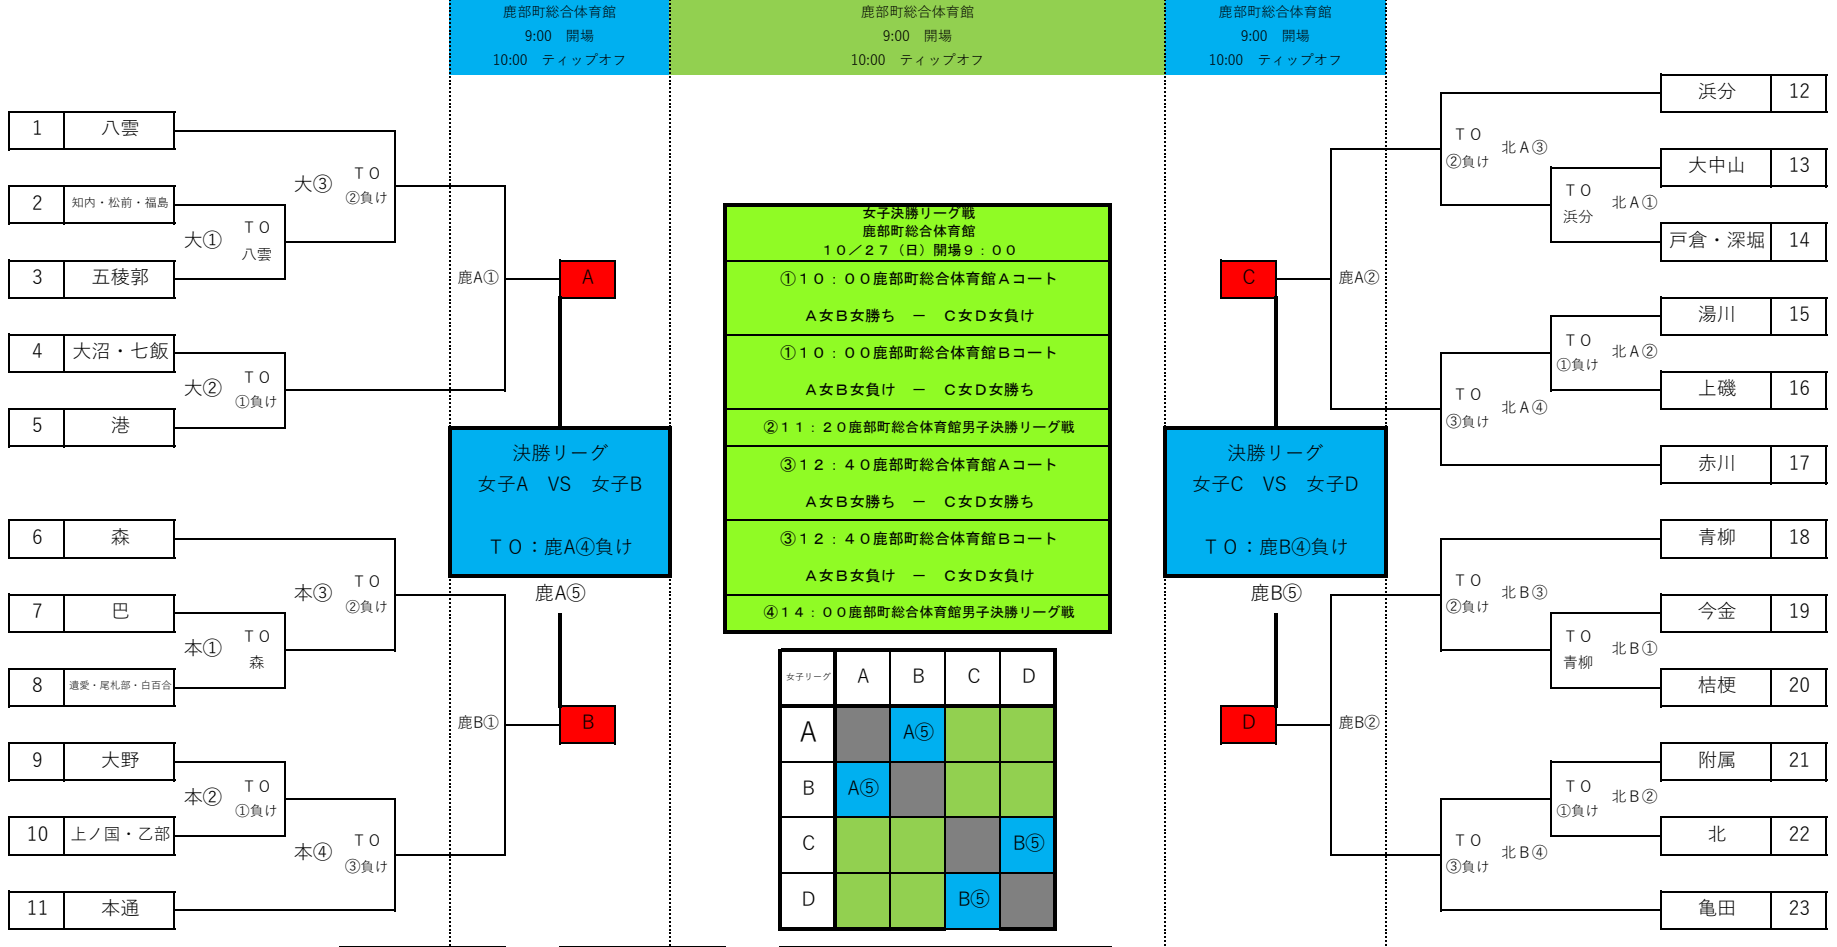 鹿部町総合体育館
9:00　開場
10:00　ティップオフ
鹿部町総合体育館
9:00　開場
10:00　ティップオフ
鹿部町総合体育館
9:00　開場
10:00　ティップオフ
1 八雲
2 知内・松前・福島
3 五稜郭
4 大沼・七飯
5 港
6 森
7 巴
8 遺愛・尾札部・白百合
9 大野
10 上ノ国・乙部
11 本通
大③ ＴＯ
②負け
大① ＴＯ
八雲
大② ＴＯ
①負け
本③ ＴＯ
②負け
本① ＴＯ
森
本② ＴＯ
①負け
本④ ＴＯ
③負け
鹿A①
A
決勝リーグ
女子A　VS　女子B
ＴＯ：鹿A④負け
鹿A⑤
鹿B①
B
女子決勝リーグ戦
鹿部町総合体育館
１０／２７（日）開場９：００
①１０：００鹿部町総合体育館Ａコート
Ａ女Ｂ女勝ち　－　Ｃ女Ｄ女負け
①１０：００鹿部町総合体育館Ｂコート
Ａ女Ｂ女負け　－　Ｃ女Ｄ女勝ち
②１１：２０鹿部町総合体育館男子決勝リーグ戦
③１２：４０鹿部町総合体育館Ａコート
Ａ女Ｂ女勝ち　－　Ｃ女Ｄ女勝ち
③１２：４０鹿部町総合体育館Ｂコート
Ａ女Ｂ女負け　－　Ｃ女Ｄ女負け
④１４：００鹿部町総合体育館男子決勝リーグ戦
女子リーグ A B C D
A A⑤
B A⑤
C B⑤
D B⑤
C
鹿A②
決勝リーグ
女子C　VS　女子D
ＴＯ：鹿B④負け
鹿B⑤
D
鹿B②
ＴＯ 北Ａ③
②負け
ＴＯ 北Ａ①
浜分
ＴＯ 北Ａ②
①負け
ＴＯ 北Ａ④
③負け
ＴＯ 北Ｂ③
②負け
ＴＯ 北Ｂ①
青柳
ＴＯ 北Ｂ②
①負け
ＴＯ 北Ｂ④
③負け
浜分 12
大中山 13
戸倉・深堀 14
湯川 15
上磯 16
赤川 17
青柳 18
今金 19
桔梗 20
附属 21
北 22
亀田 23